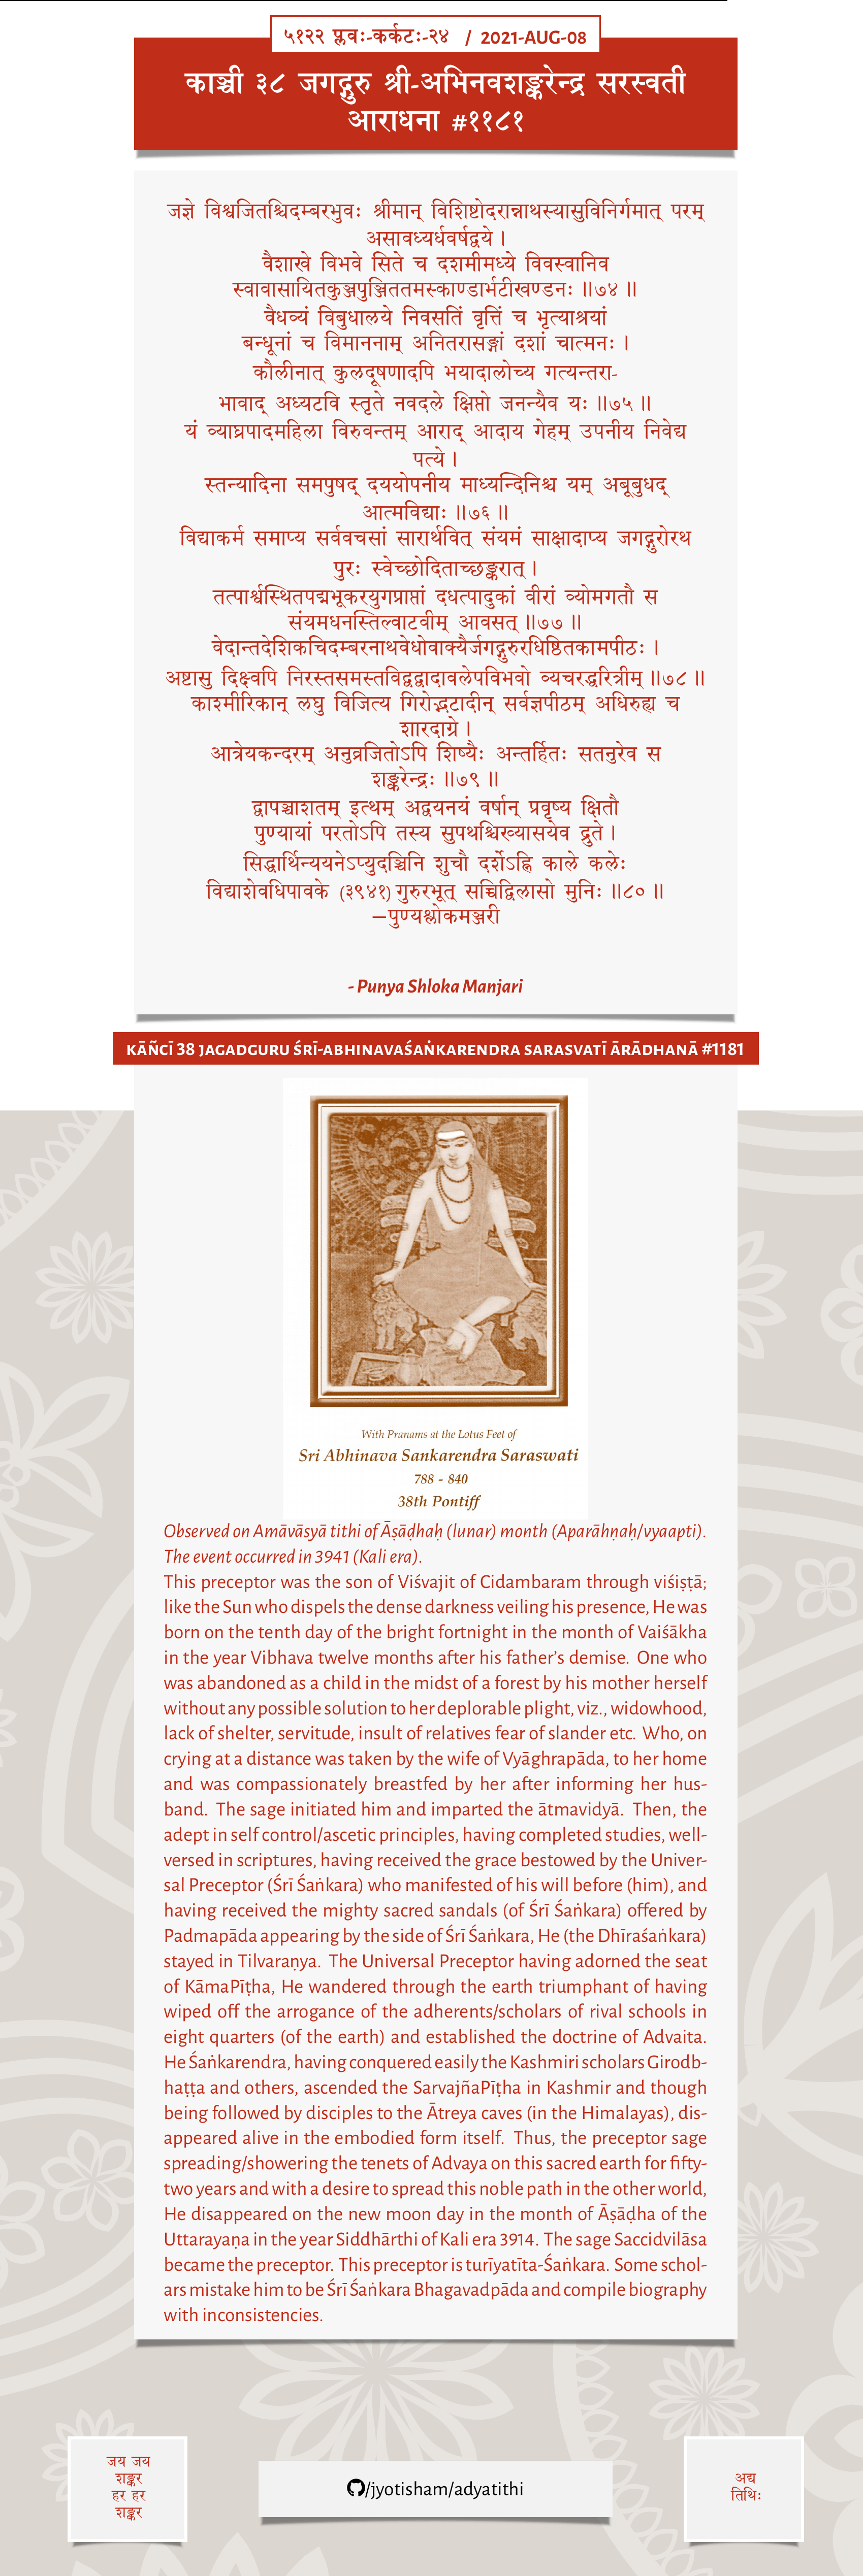 ५१२२ प्लवः-कर्कटः-२४ / 2021-AUG-08
काञ्ची ३८ जगद्गुरु श्री-अभिनवशङ्करेन्द्र सरस्वती
आराधना #११८१
जज्ञे विश्वजितश्चिदम्बरभुवः श्रीमान् विशिष्टोदरान्नाथस्यासुविनिर्गमात् परम्
असावध्यर्धवर्षद्वये ।
वैशाखे विभवे सिते च दशमीमध्ये विवस्वानिव
स्वावासायितकुञ्जपुञ्जिततमस्काण्डार्भटीखण्डनः ॥७४॥
वैधव्यं विबुधालये निवसतिं वृत्तिं च भृत्याश्रयां
बन्धूनां च विमाननाम् अनितरासङ्गां दशां चात्मनः ।
कौलीनात् कुलदूषणादपि भयादालोच्य गत्यन्तरा-
भावाद् अध्यटवि स्तृते नवदले क्षिप्तो जनन्यैव यः ॥७५॥
यं व्याघ्रपादमहिला विरुवन्तम् आराद् आदाय गेहम् उपनीय निवेद्य
पत्ये ।
स्तन्यादिना समपुषद् दययोपनीय माध्यन्दिनिश्च यम् अबूबुधद्
आत्मविद्याः ॥७६॥
विद्याकर्म समाप्य सर्ववचसां सारार्थवित् संयमं साक्षादाप्य जगद्गुरोरथ
पुरः स्वेच्छोदिताच्छङ्करात् ।
तत्पार्श्वस्थितपद्मभूकरयुगप्राप्तां दधत्पादुकां वीरां व्योमगतौ स
संयमधनस्तिल्वाटवीम् आवसत् ॥७७॥
वेदान्तदेशिकचिदम्बरनाथवेधोवाक्यैर्जगद्गुरुरधिष्ठितकामपीठः ।
अष्टासु दिक्ष्वपि निरस्तसमस्तविद्वद्वादावलेपविभवो व्यचरद्धरित्रीम् ॥७८॥
काश्मीरिकान् लघु विजित्य गिरोद्भटादीन् सर्वज्ञपीठम् अधिरुह्य च
शारदाग्रे ।
आत्रेयकन्दरम् अनुव्रजितोऽपि शिष्यैः अन्तर्हितः सतनुरेव स
शङ्करेन्द्रः ॥७९॥
द्वापञ्चाशतम् इत्थम् अद्वयनयं वर्षान् प्रवृष्य क्षितौ
पुण्यायां परतोऽपि तस्य सुपथश्चिख्यासयेव द्रुते ।
सिद्धार्थिन्ययनेऽप्युदञ्चिनि शुचौ दर्शेऽह्नि काले कलेः
विद्याशेवधिपावके (३९४१) गुरुरभूत् सच्चिद्विलासो मुनिः ॥८०॥
—पुण्यश्लोकमञ्जरी
- Punya Shloka Manjari
KĀÑCĪ 38 JAGADGURU ŚRĪ-ABHINAVAŚAṄKARENDRA SARASVATĪ ĀRĀDHANĀ #1181
With Pranams at the Lotus Feet of
Sri Abhinava Sankarendra Saraswati
788 - 840
38th Pontiff
Observed on Amāvāsyā tithi of Āṣāḍhaḥ (lunar) month (Aparāhṇaḥ/vyaapti).
The event occurred in 3941 (Kali era).
This preceptor was the son of Viśvajit of Cidambaram through viśiṣṭā;
like the Sun who dispels the dense darkness veiling his presence, He was
born on the tenth day of the bright fortnight in the month of Vaiśākha
in the year Vibhava twelve months after his father's demise. One who
was abandoned as a child in the midst of a forest by his mother herself
without any possible solution to her deplorable plight, viz., widowhood,
lack of shelter, servitude, insult of relatives fear of slander etc. Who, on
crying at a distance was taken by the wife of Vyāghrapāda, to her home
and was compassionately breastfed by her after informing her hus-
band. The sage initiated him and imparted the ātmavidyā. Then, the
adept in self control/ascetic principles, having completed studies, well-
versed in scriptures, having received the grace bestowed by the Univer-
sal Preceptor (Śrī Śaṅkara) who manifested of his will before (him), and
having received the mighty sacred sandals (of Śrī Śaṅkara) offered by
Padmapāda appearing by the side of Śrī Śaṅkara, He (the Dhīraśaṅkara)
stayed in Tilvaraṇya. The Universal Preceptor having adorned the seat
of KāmaPīṭha, He wandered through the earth triumphant of having
wiped off the arrogance of the adherents/scholars of rival schools in
eight quarters (of the earth) and established the doctrine of Advaita.
He Śaṅkarendra, having conquered easily the Kashmiri scholars Girodb-
haṭṭa and others, ascended the SarvajñaPīṭha in Kashmir and though
being followed by disciples to the Ātreya caves (in the Himalayas), dis-
appeared alive in the embodied form itself. Thus, the preceptor sage
spreading/showering the tenets of Advaya on this sacred earth for fifty-
two years and with a desire to spread this noble path in the other world,
He disappeared on the new moon day in the month of Āṣāḍha of the
Uttarayaṇa in the year Siddhārthi of Kali era 3914. The sage Saccidvilāsa
became the preceptor. This preceptor is turīyatīta-Śaṅkara. Some schol-
ars mistake him to be Śrī Śaṅkara Bhagavadpāda and compile biography
with inconsistencies.
जय जय
शङ्कर
हर हर
शङ्कर
/jyotisham/adyatithi
अद्य
तिथिः